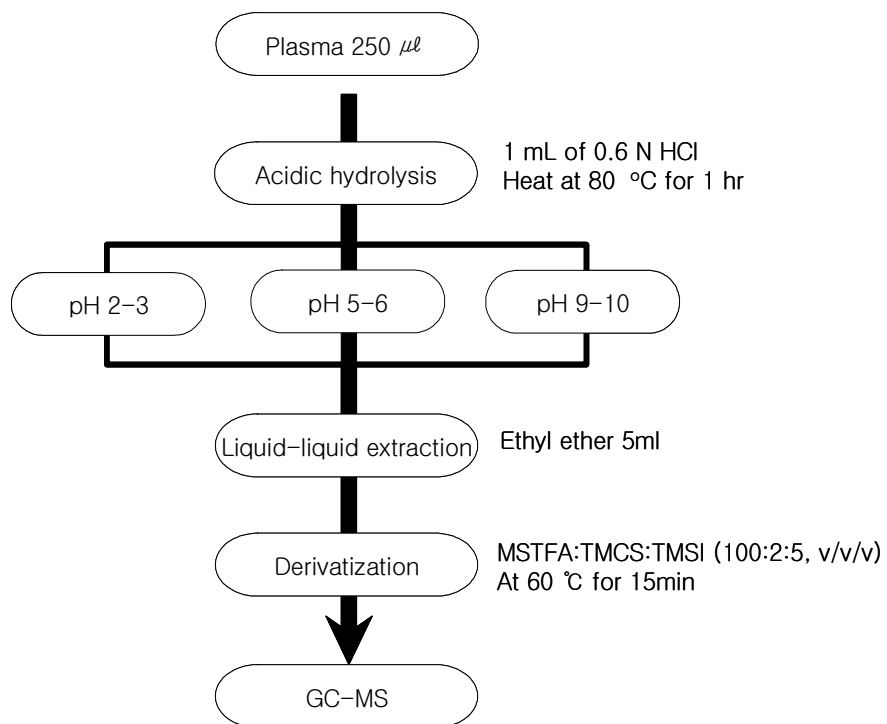 Plasma 250 ㎕
Acidic hydrolysis
1 mL of 0.6 N HCl
Heat at 80 ºC for 1 hr
pH 2-3
pH 5-6
pH 9-10
Liquid-liquid extraction
Ethyl ether 5ml
Derivatization
MSTFA:TMCS:TMSI (100:2:5, v/v/v)
At 60 ℃ for 15min
GC-MS